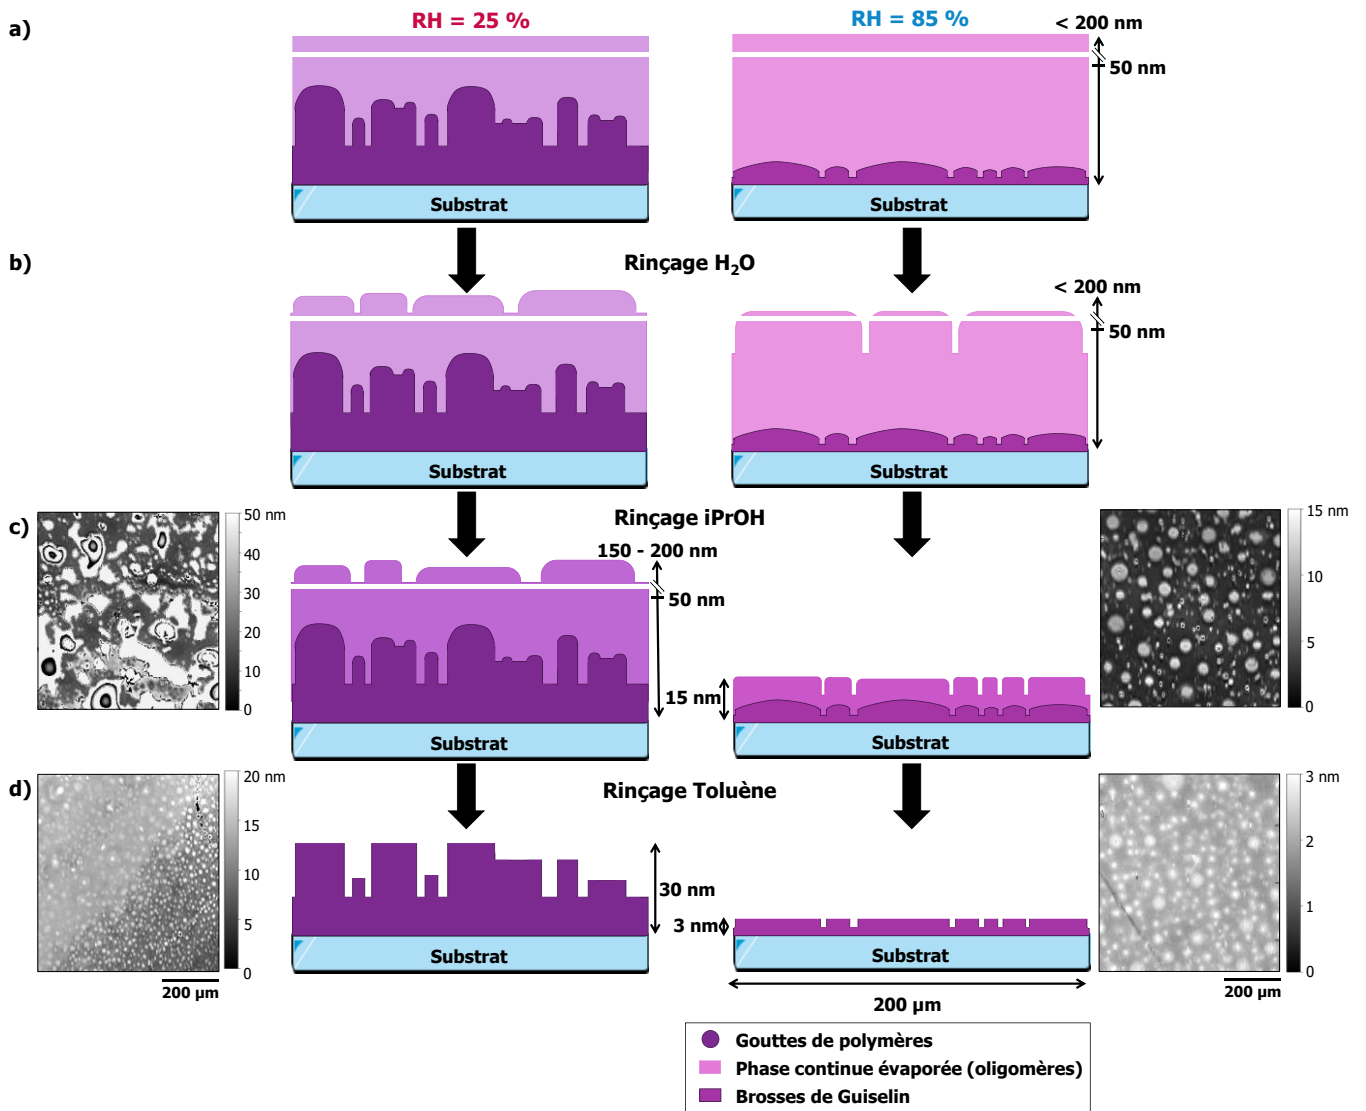 a)
RH = 25 %
RH = 85 %
< 200 nm
50 nm
Substrat
Substrat
b)
Rinçage H₂O
< 200 nm
50 nm
Substrat
Substrat
c)
Rinçage iPrOH
50 nm
40
30
20
10
0
150 - 200 nm
50 nm
15 nm
Substrat
Substrat
15 nm
10
5
0
d)
Rinçage Toluène
20 nm
15
10
5
0
200 µm
30 nm
3 nm
Substrat
Substrat
200 µm
3 nm
2
1
0
200 µm
Gouttes de polymères
Phase continue évaporée (oligomères)
Brosses de Guiselin